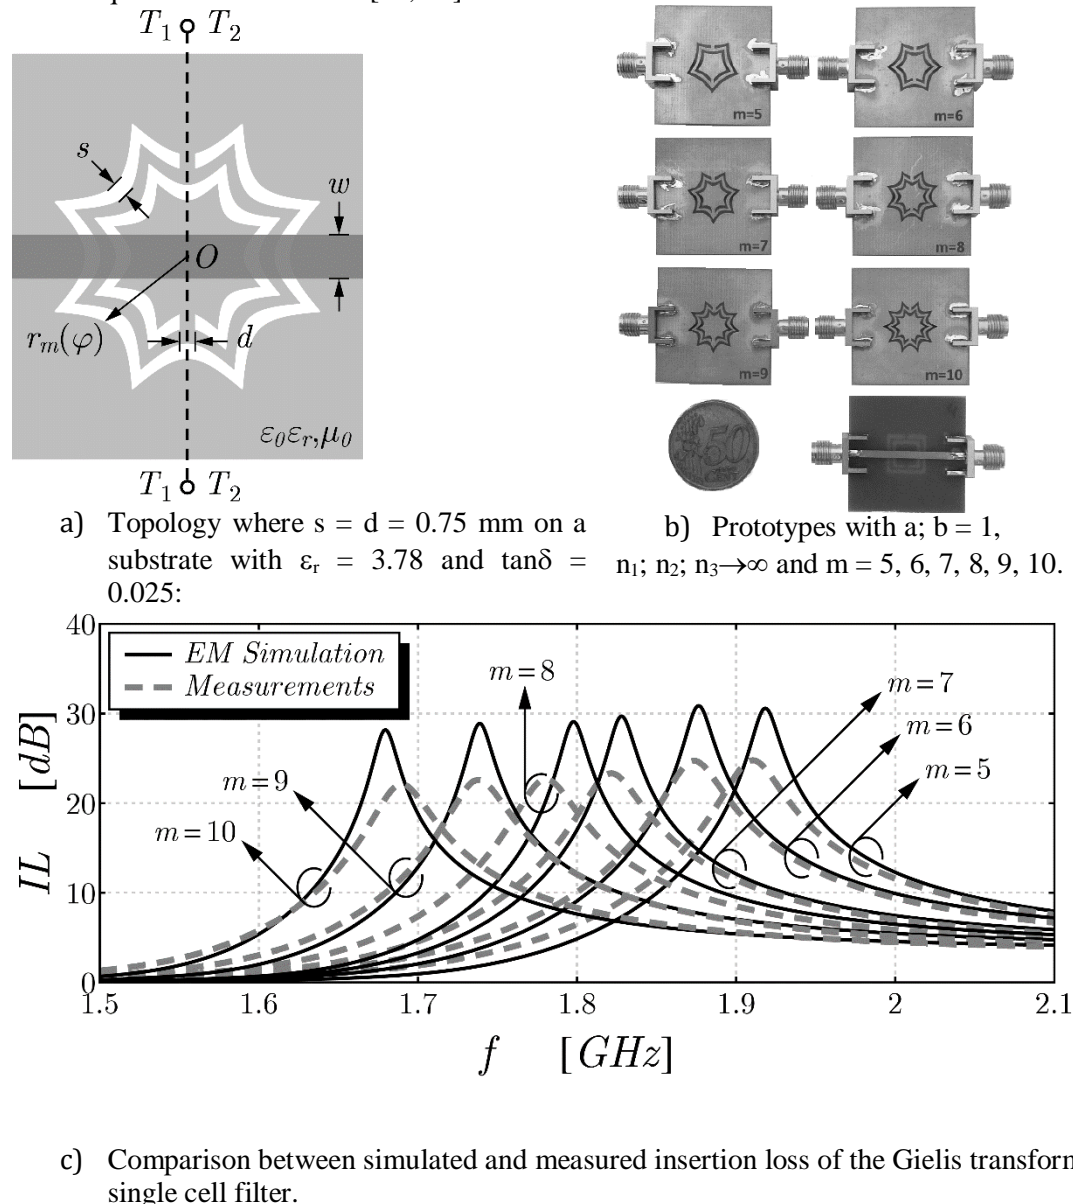 T1 T2
s
w
O
rm(φ)
d
ε0εr,μ0
T1 T2
m=5
m=6
m=7
m=8
m=9
m=10
50
CENT
a) Topology where s = d = 0.75 mm on a
substrate with εr = 3.78 and tanδ =
0.025:
b) Prototypes with a; b = 1,
n1; n2; n3→∞ and m = 5, 6, 7, 8, 9, 10.
40
30
20
10
0
IL [dB]
EM Simulation
Measurements
m=8
m=7
m=6
m=5
m=9
m=10
1.5 1.6 1.7 1.8 1.9 2 2.1
f [GHz]
c) Comparison between simulated and measured insertion loss of the Gielis transform
single cell filter.